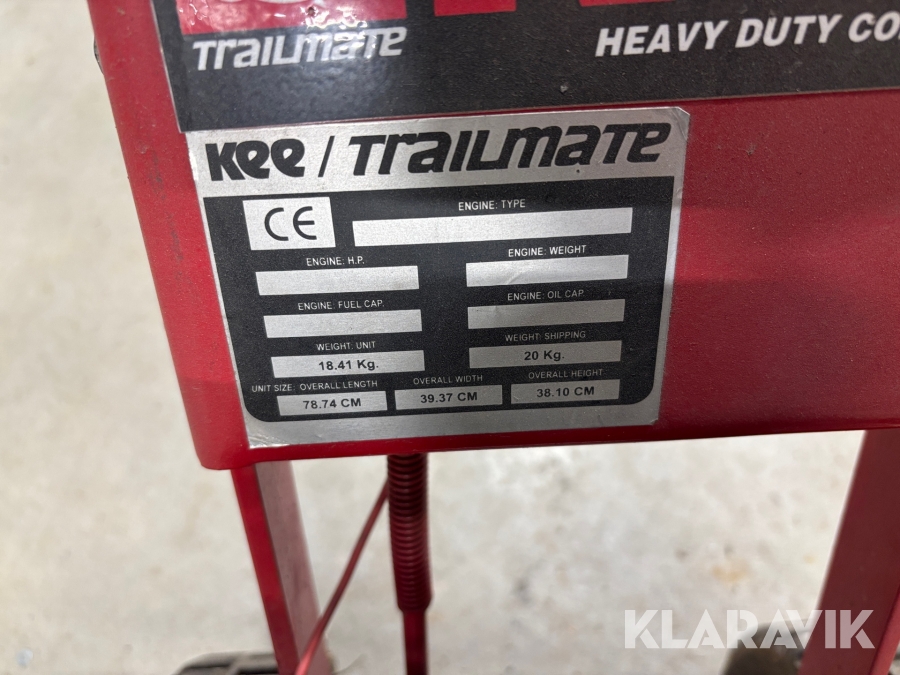 TRAILMATE
HEAVY DUTY
Kee / TRAILMATE
CE
ENGINE: TYPE
ENGINE: H.P.
ENGINE: WEIGHT
ENGINE: FUEL CAP.
ENGINE: OIL CAP.
WEIGHT: UNIT
WEIGHT: SHIPPING
18.41 Kg.
20 Kg.
UNIT SIZE: OVERALL LENGTH
OVERALL WIDTH
OVERALL HEIGHT
78.74 CM
39.37 CM
38.10 CM
KLARAVIK